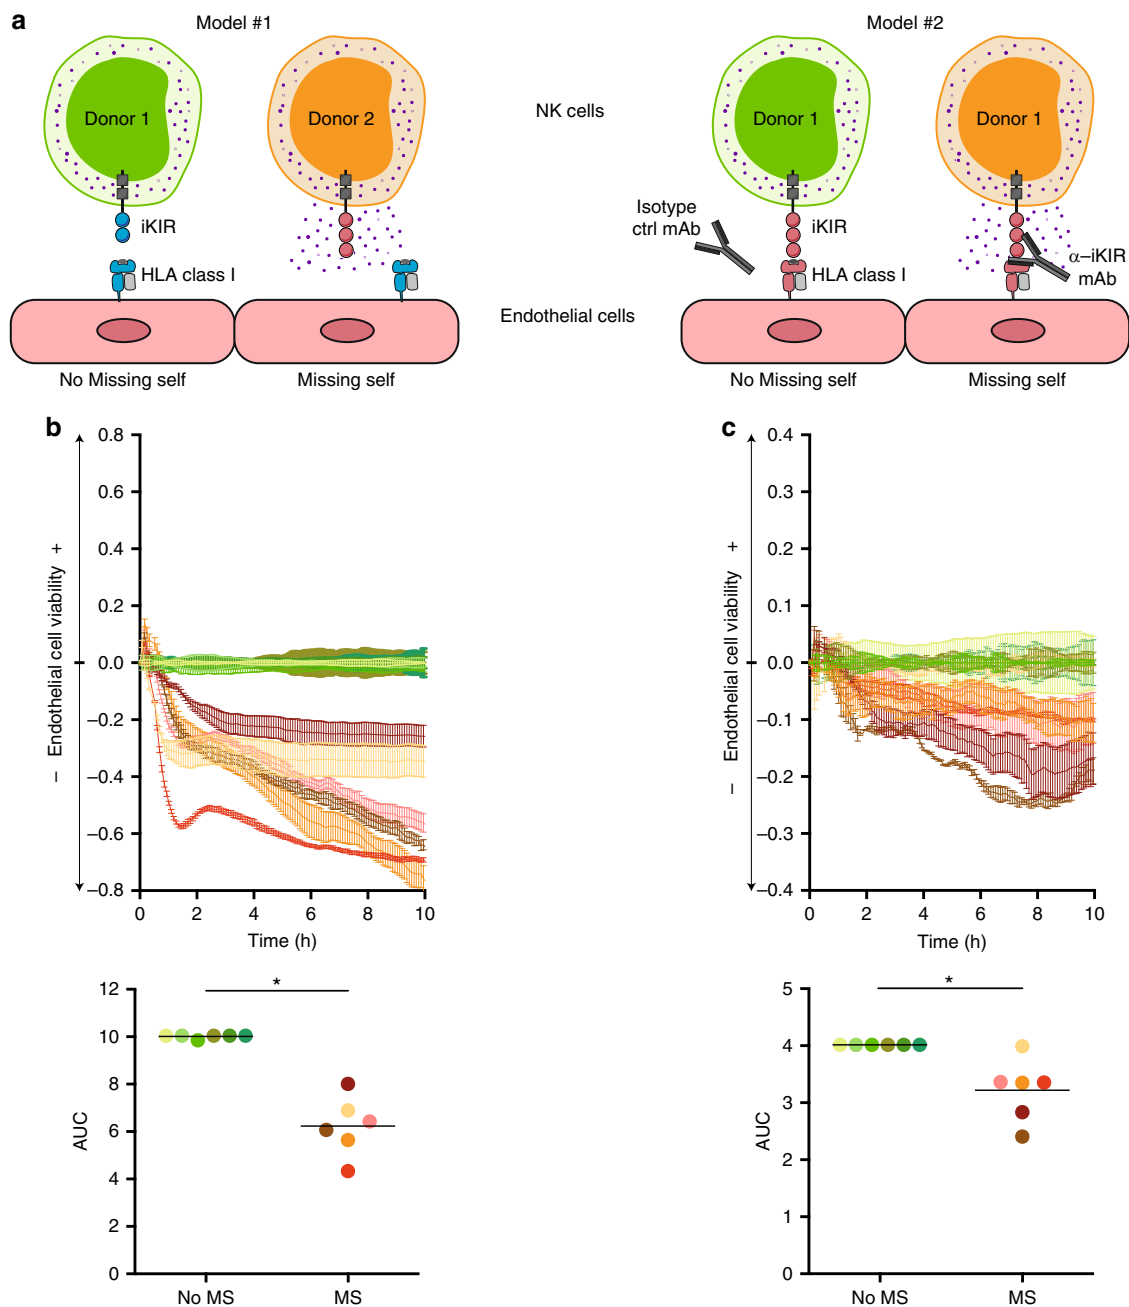 a
Model #1
Model #2
Donor 1
Donor 2
NK cells
Donor 1
Donor 1
iKIR
HLA class I
Isotype
ctrl mAb
iKIR
HLA class I
α–iKIR
mAb
Endothelial cells
No Missing self
Missing self
No Missing self
Missing self
b
– Endothelial cell viability +
0.8
0.6
0.4
0.2
0.0
–0.2
–0.4
–0.6
–0.8
0 2 4 6 8 10
Time (h)
c
– Endothelial cell viability +
0.4
0.3
0.2
0.1
0.0
–0.1
–0.2
–0.3
–0.4
0 2 4 6 8 10
Time (h)
AUC
12
10
8
6
4
2
0
*
No MS MS
AUC
5
4
3
2
1
0
*
No MS MS